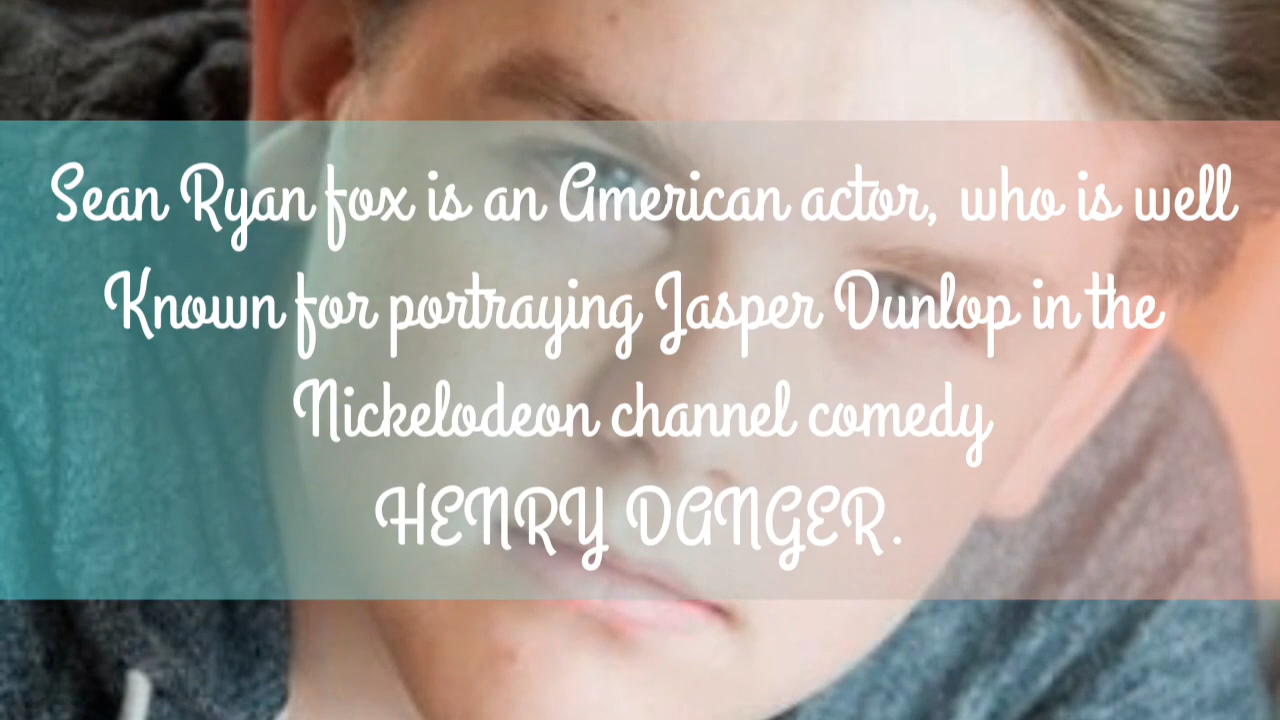 Sean Ryan fox is an American actor, who is well
Known for portraying Jasper Dunlop in the
Nickelodeon channel comedy
HENRY DANGER.